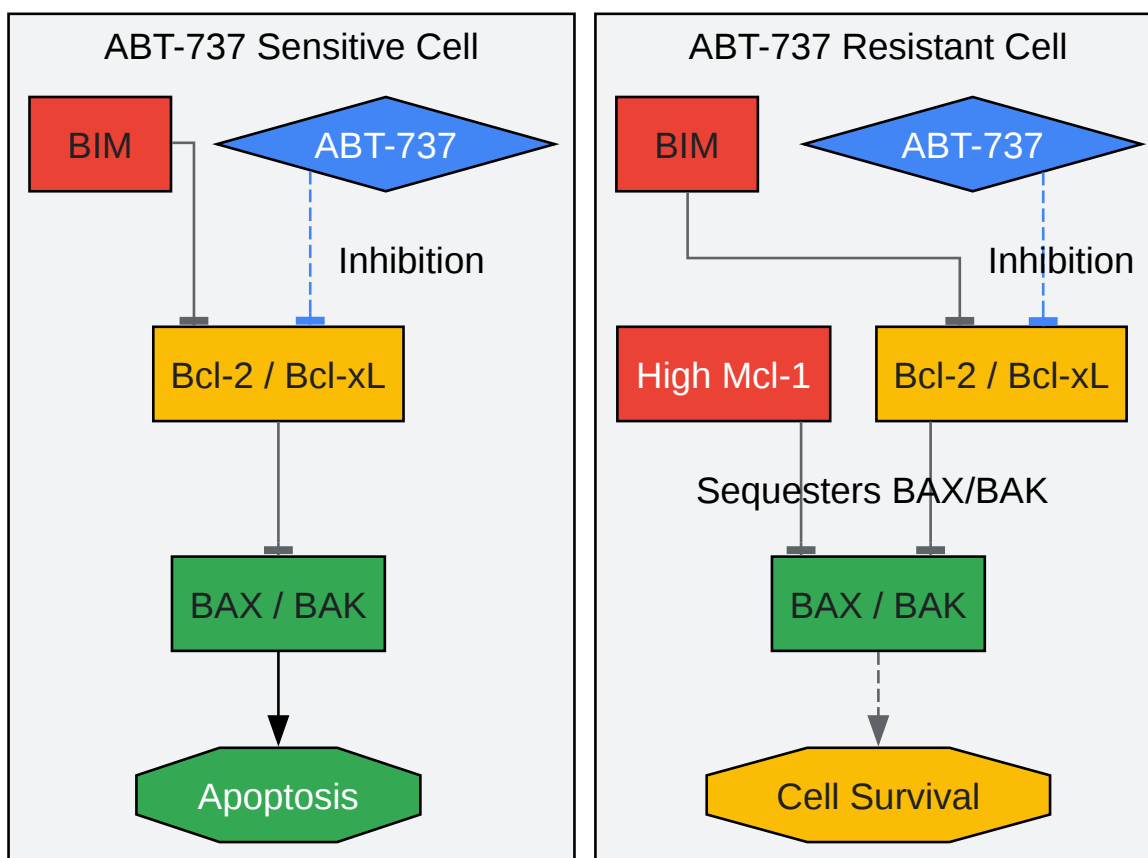 ABT-737 Sensitive Cell
BIM
ABT-737
Inhibition
Bcl-2 / Bcl-xL
BAX / BAK
Apoptosis
ABT-737 Resistant Cell
BIM
ABT-737
Inhibition
High Mcl-1
Bcl-2 / Bcl-xL
Sequesters BAX/BAK
BAX / BAK
Cell Survival